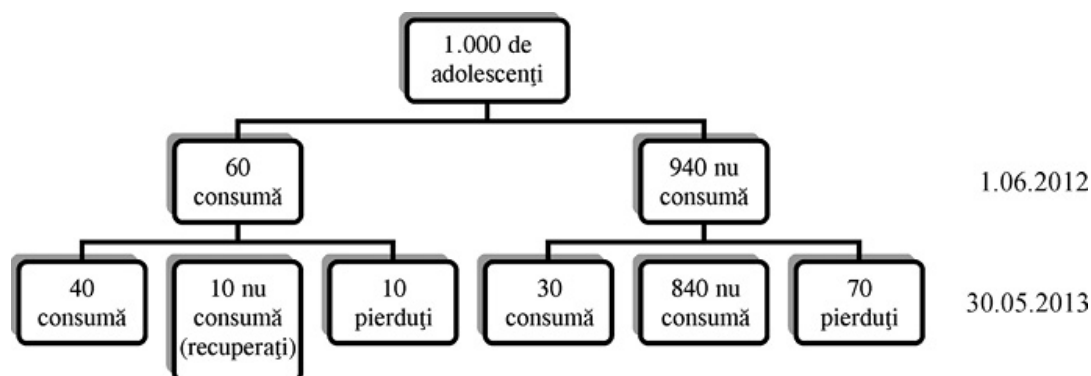 1.000 de
adolescenţi
60
consumă
940 nu
consumă
1.06.2012
40
consumă
10 nu
consumă
(recuperaţi)
10
pierduţi
30
consumă
840 nu
consumă
70
pierduţi
30.05.2013